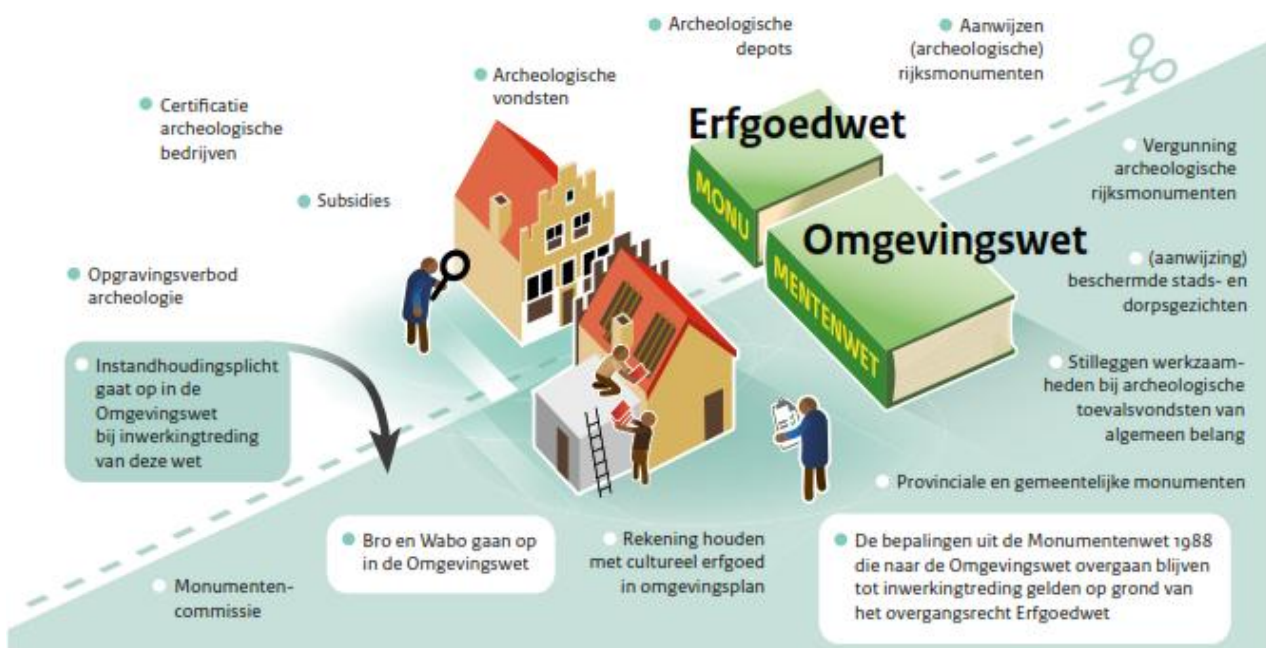 Archeologische
depots
Aanwijzen
(archeologische)
rijksmonumenten
Archeologische
vondsten
Certificatie
archeologische
bedrijven
Subsidies
Opgravingsverbod
archeologie
Instandhoudingsplicht
gaat op in de
Omgevingswet
bij inwerkingtreding
van deze wet
Erfgoedwet
MONU
Omgevingswet
MENTENWET
Vergunning
archeologische
rijksmonumenten
(aanwijzing)
beschermde stads- en
dorpsgezichten
Stilleggen werkzaam-
heden bij archeologische
toevalsvondsten van
algemeen belang
Provinciale en gemeentelijke monumenten
Monumenten-
commissie
Bro en Wabo gaan op
in de Omgevingswet
Rekening houden
met cultureel erfgoed
in omgevingsplan
De bepalingen uit de Monumentenwet 1988
die naar de Omgevingswet overgaan blijven
tot inwerkingtreding gelden op grond van
het overgangsrecht Erfgoedwet